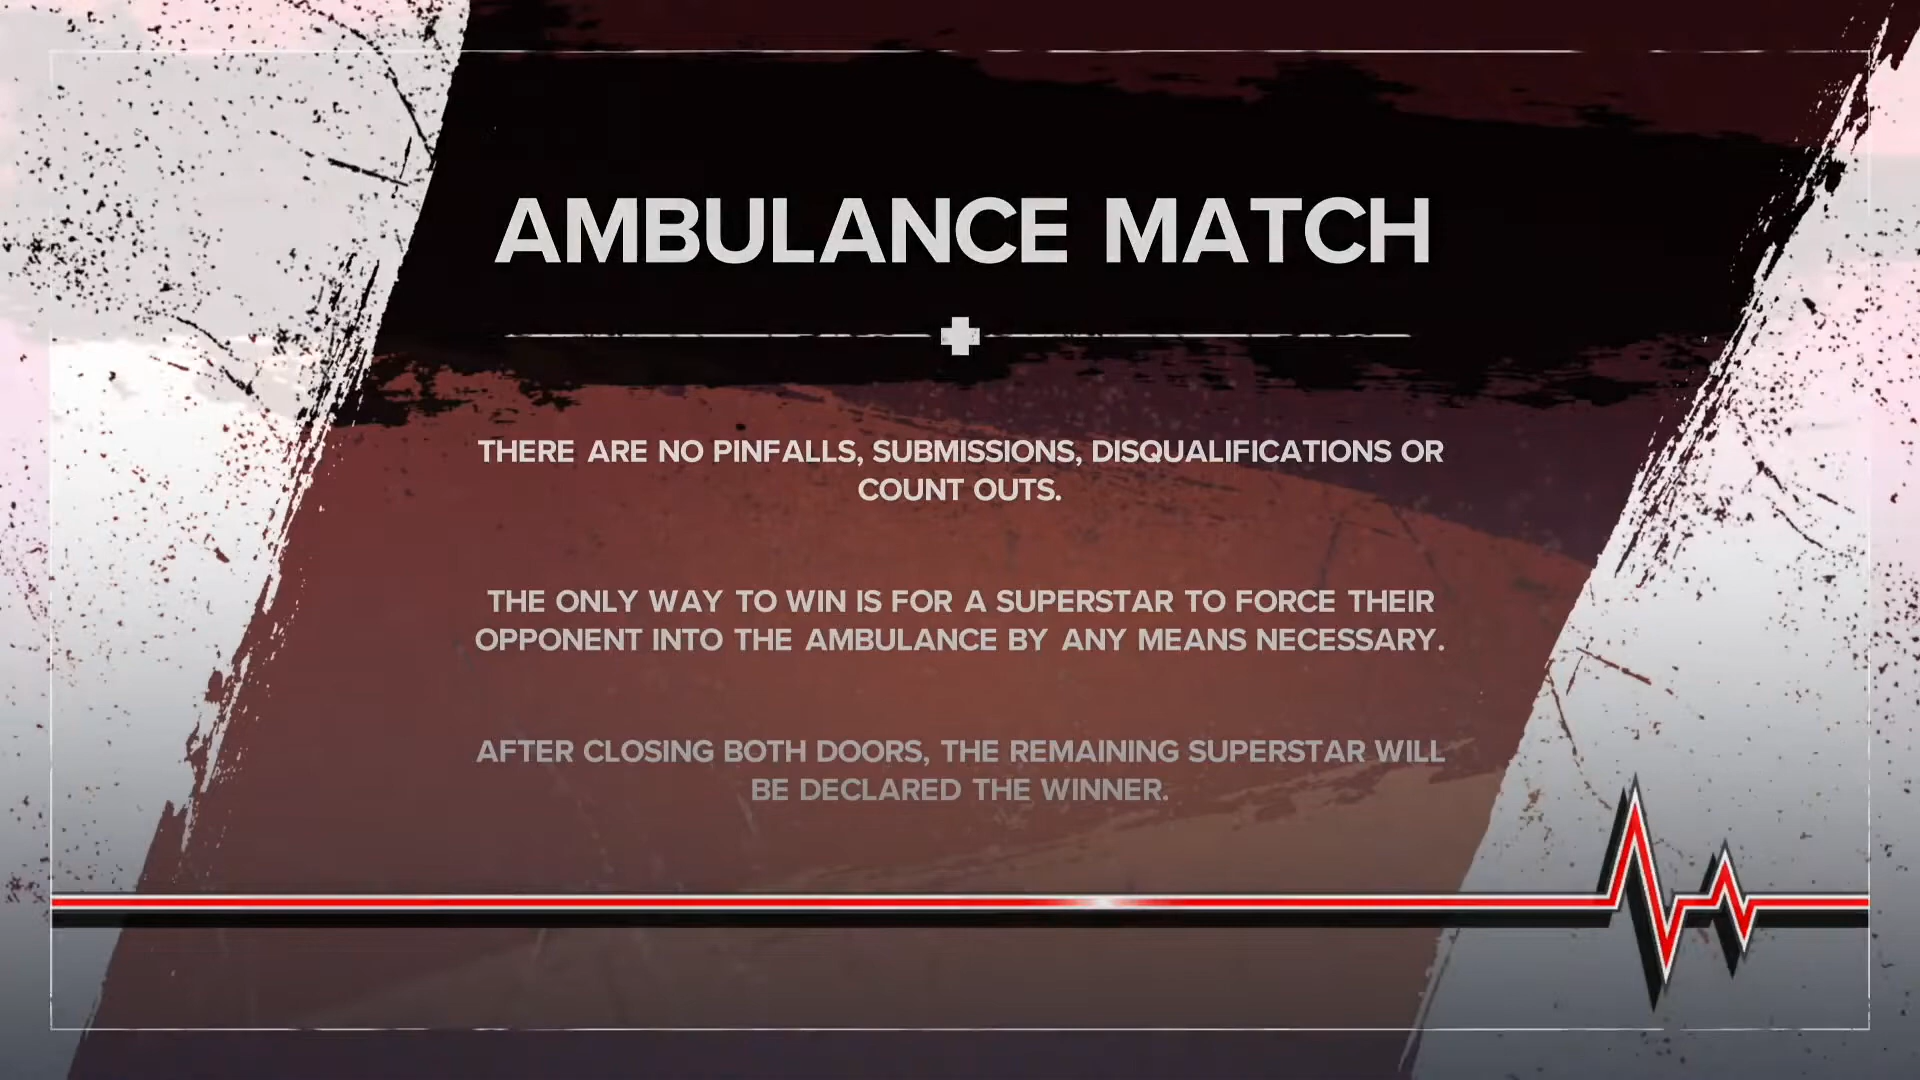 AMBULANCE MATCH
THERE ARE NO PINFALLS, SUBMISSIONS, DISQUALIFICATIONS OR
COUNT OUTS.
THE ONLY WAY TO WIN IS FOR A SUPERSTAR TO FORCE THEIR
OPPONENT INTO THE AMBULANCE BY ANY MEANS NECESSARY.
AFTER CLOSING BOTH DOORS, THE REMAINING SUPERSTAR WILL
BE DECLARED THE WINNER.